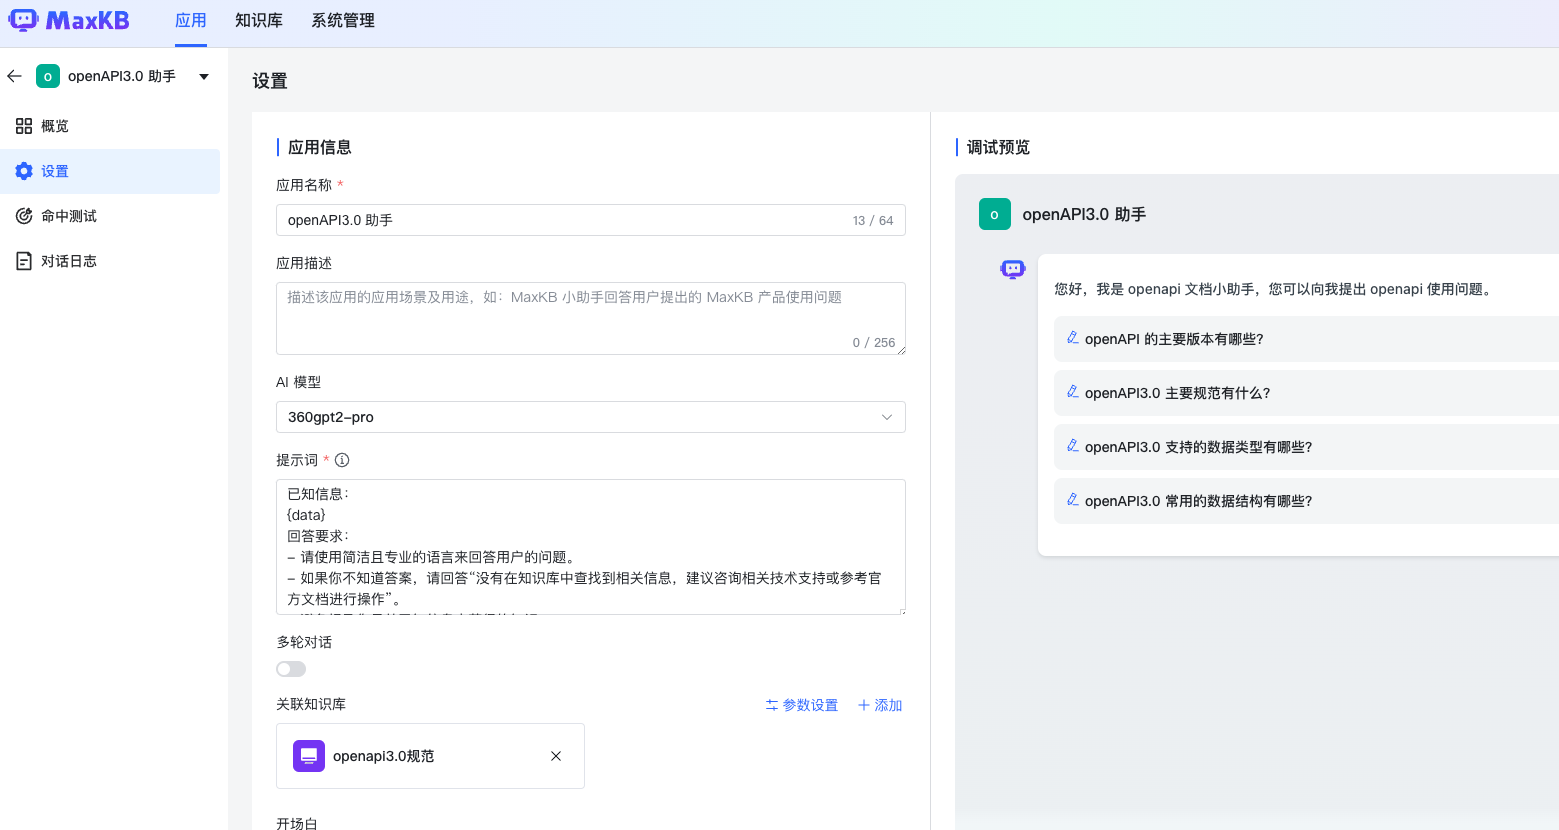 MaxKB
应用
知识库
系统管理
o
openAPI3.0 助手
概览
设置
命中测试
对话日志
设置
应用信息
应用名称 *
openAPI3.0 助手
13 / 64
应用描述
描述该应用的应用场景及用途，如：MaxKB 小助手回答用户提出的 MaxKB 产品使用问题
0 / 256
AI 模型
360gpt2-pro
提示词 *
已知信息：
{data}
回答要求：
- 请使用简洁且专业的语言来回答用户的问题。
- 如果你不知道答案，请回答“没有在知识库中查找到相关信息，建议咨询相关技术支持或参考官
方文档进行操作”。
多轮对话
关联知识库
参数设置
添加
openapi3.0规范
开场白
调试预览
o
openAPI3.0 助手
您好，我是 openapi 文档小助手，您可以向我提出 openapi 使用问题。
openAPI 的主要版本有哪些?
openAPI3.0 主要规范有什么?
openAPI3.0 支持的数据类型有哪些?
openAPI3.0 常用的数据结构有哪些?